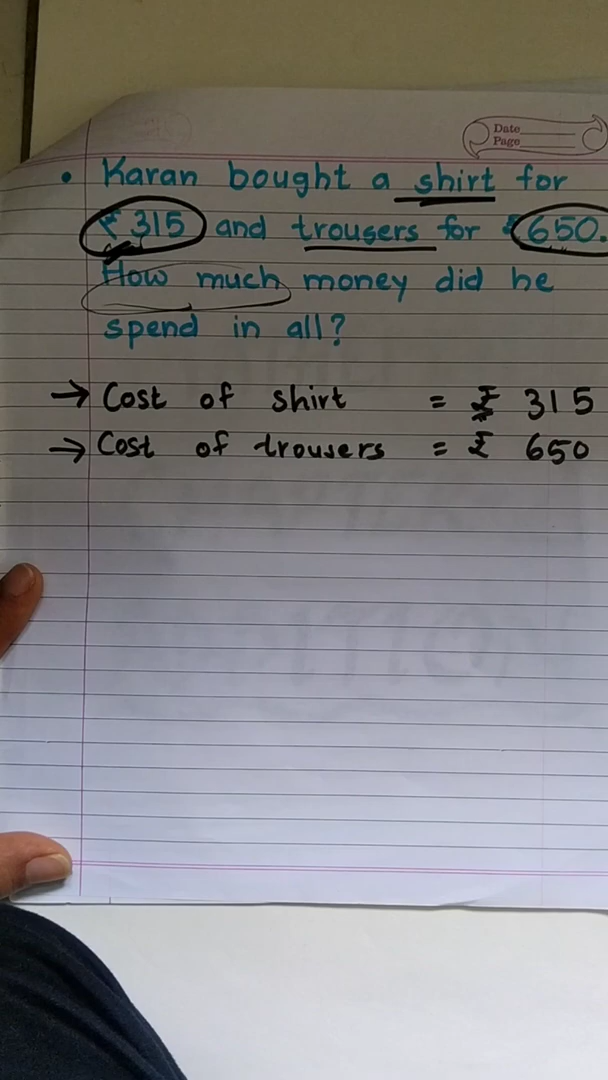 Date
Page
• Karan bought a shirt for
₹ 315 and trousers for ₹ 650.
How much money did he
spend in all?
→ Cost of shirt = ₹ 315
→ Cost of trousers = ₹ 650